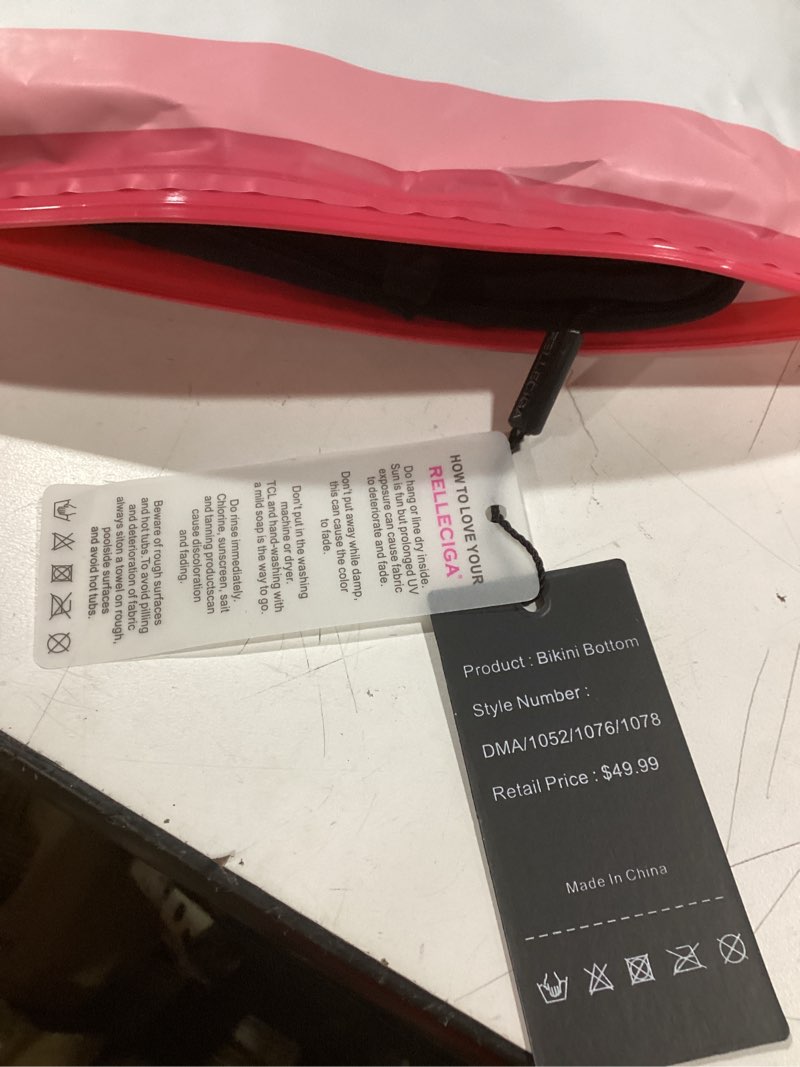 RELLECIGA
HOW TO LOVE YOUR
RELLECIGA®
Do hang or line dry inside.
Sun is fun but prolonged UV
exposure can cause fabric
to deteriorate and fade.
Don't put away while damp,
this can cause the color
to fade.
Don't put in the washing
machine or dryer.
TCL and hand-washing with
a mild soap is the way to go.
Do rinse immediately.
Chlorine, sunscreen, salt
and tanning productscan
cause discoloration
and fading.
Beware of rough surfaces
and hot tubs. To avoid pilling
and deterioration of fabric
always siton a towel on rough,
poolside surfaces
and avoid hot tubs.
Product : Bikini Bottom
Style Number :
DMA/1052/1076/1078
Retail Price : $49.99
Made In China